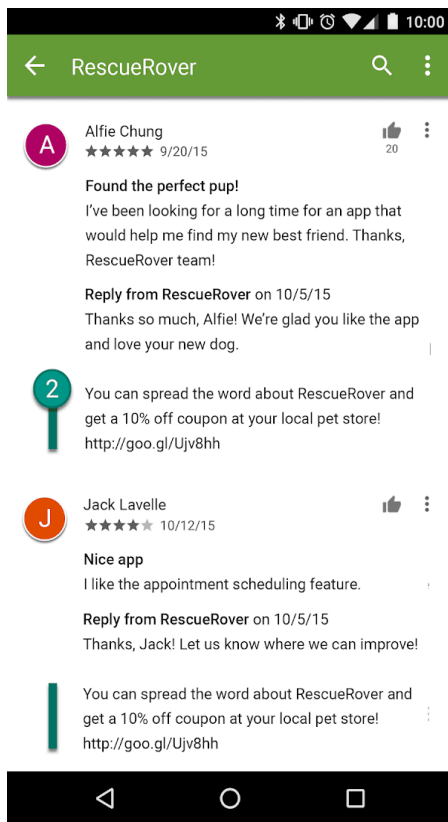 10:00
RescueRover
A
Alfie Chung
★★★★★ 9/20/15
20
Found the perfect pup!
I've been looking for a long time for an app that
would help me find my new best friend. Thanks,
RescueRover team!
Reply from RescueRover on 10/5/15
Thanks so much, Alfie! We're glad you like the app
and love your new dog.
2
You can spread the word about RescueRover and
get a 10% off coupon at your local pet store!
http://goo.gl/Ujv8hh
J
Jack Lavelle
★★★★★ 10/12/15
Nice app
I like the appointment scheduling feature.
Reply from RescueRover on 10/5/15
Thanks, Jack! Let us know where we can improve!
You can spread the word about RescueRover and
get a 10% off coupon at your local pet store!
http://goo.gl/Ujv8hh